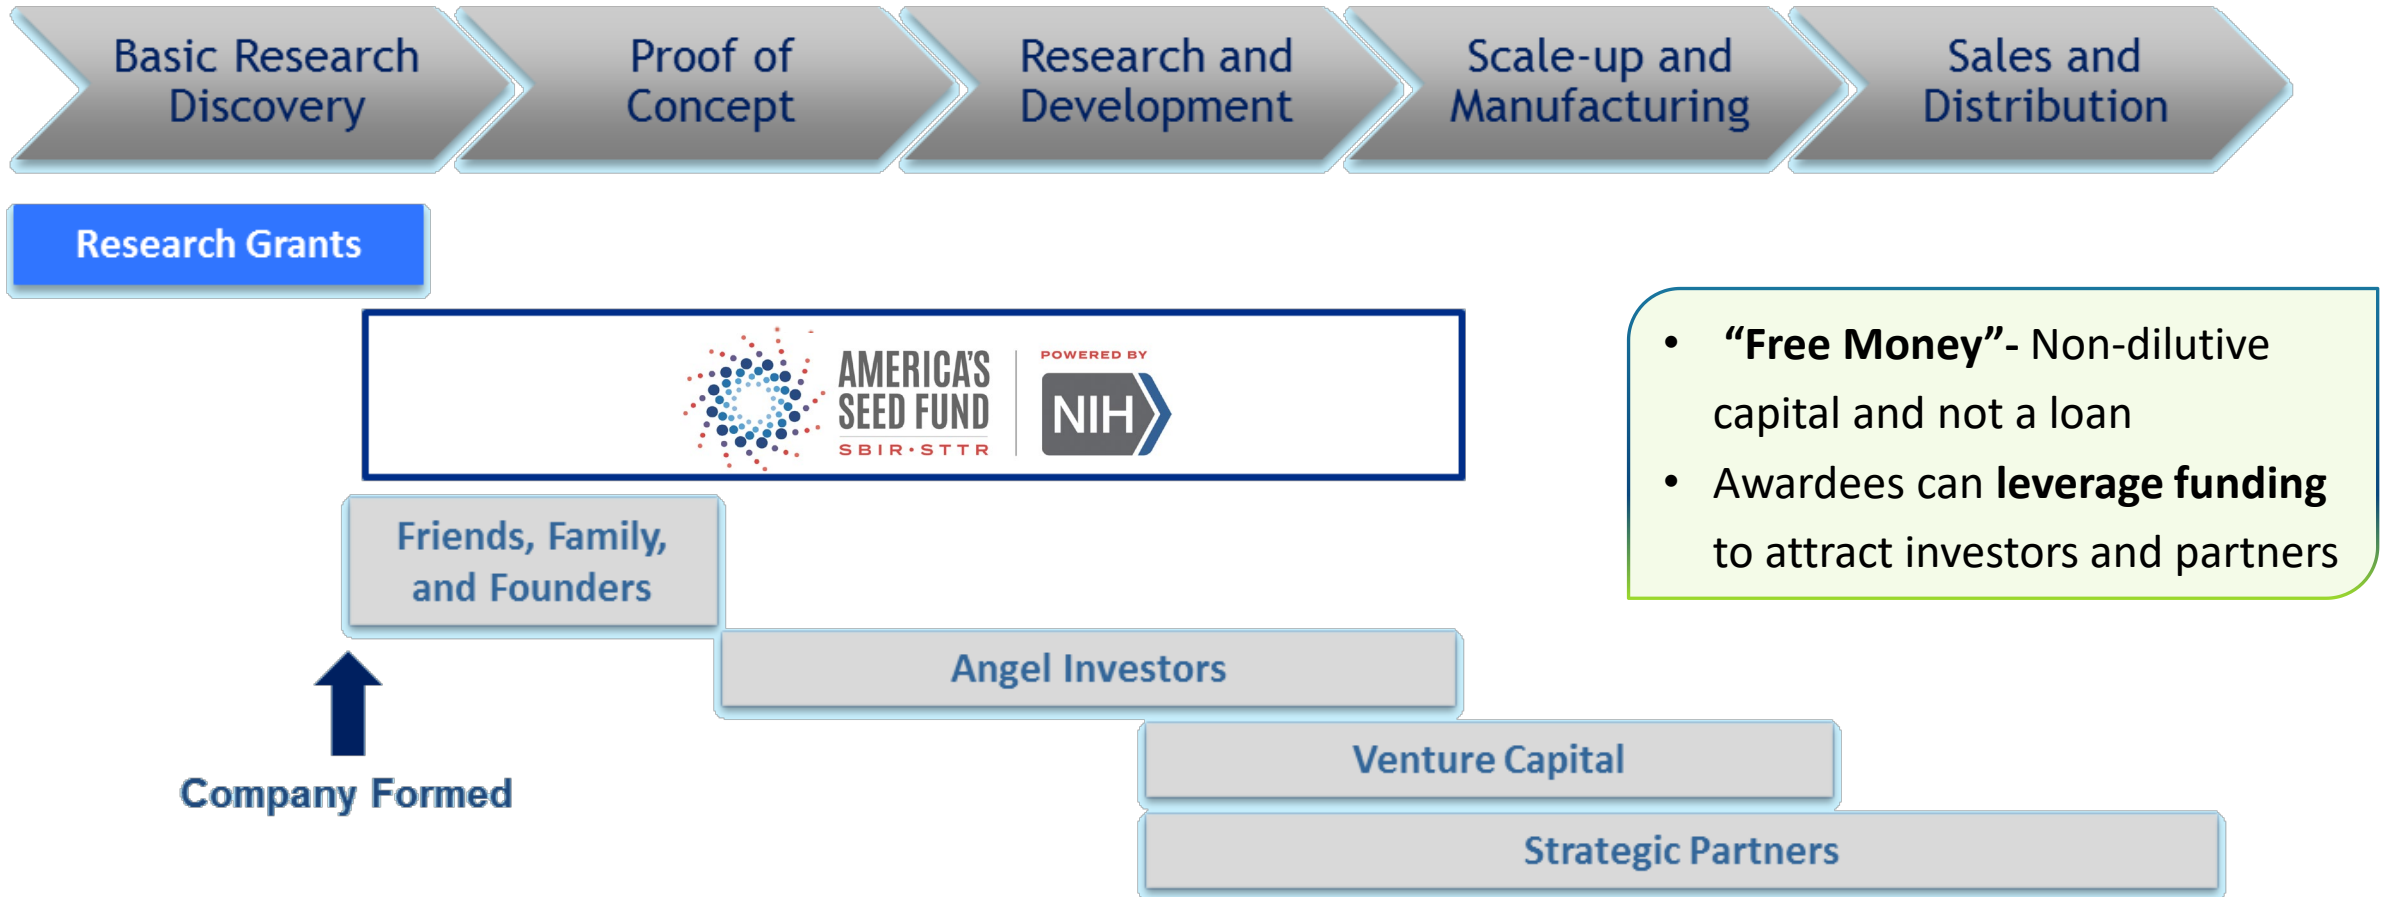 Basic Research
Discovery
Proof of
Concept
Research and
Development
Scale-up and
Manufacturing
Sales and
Distribution
Research Grants
AMERICA'S
SEED FUND
SBIR•STTR
POWERED BY
NIH
• “Free Money”- Non-dilutive
capital and not a loan
• Awardees can leverage funding
to attract investors and partners
Friends, Family,
and Founders
Angel Investors
Company Formed
Venture Capital
Strategic Partners